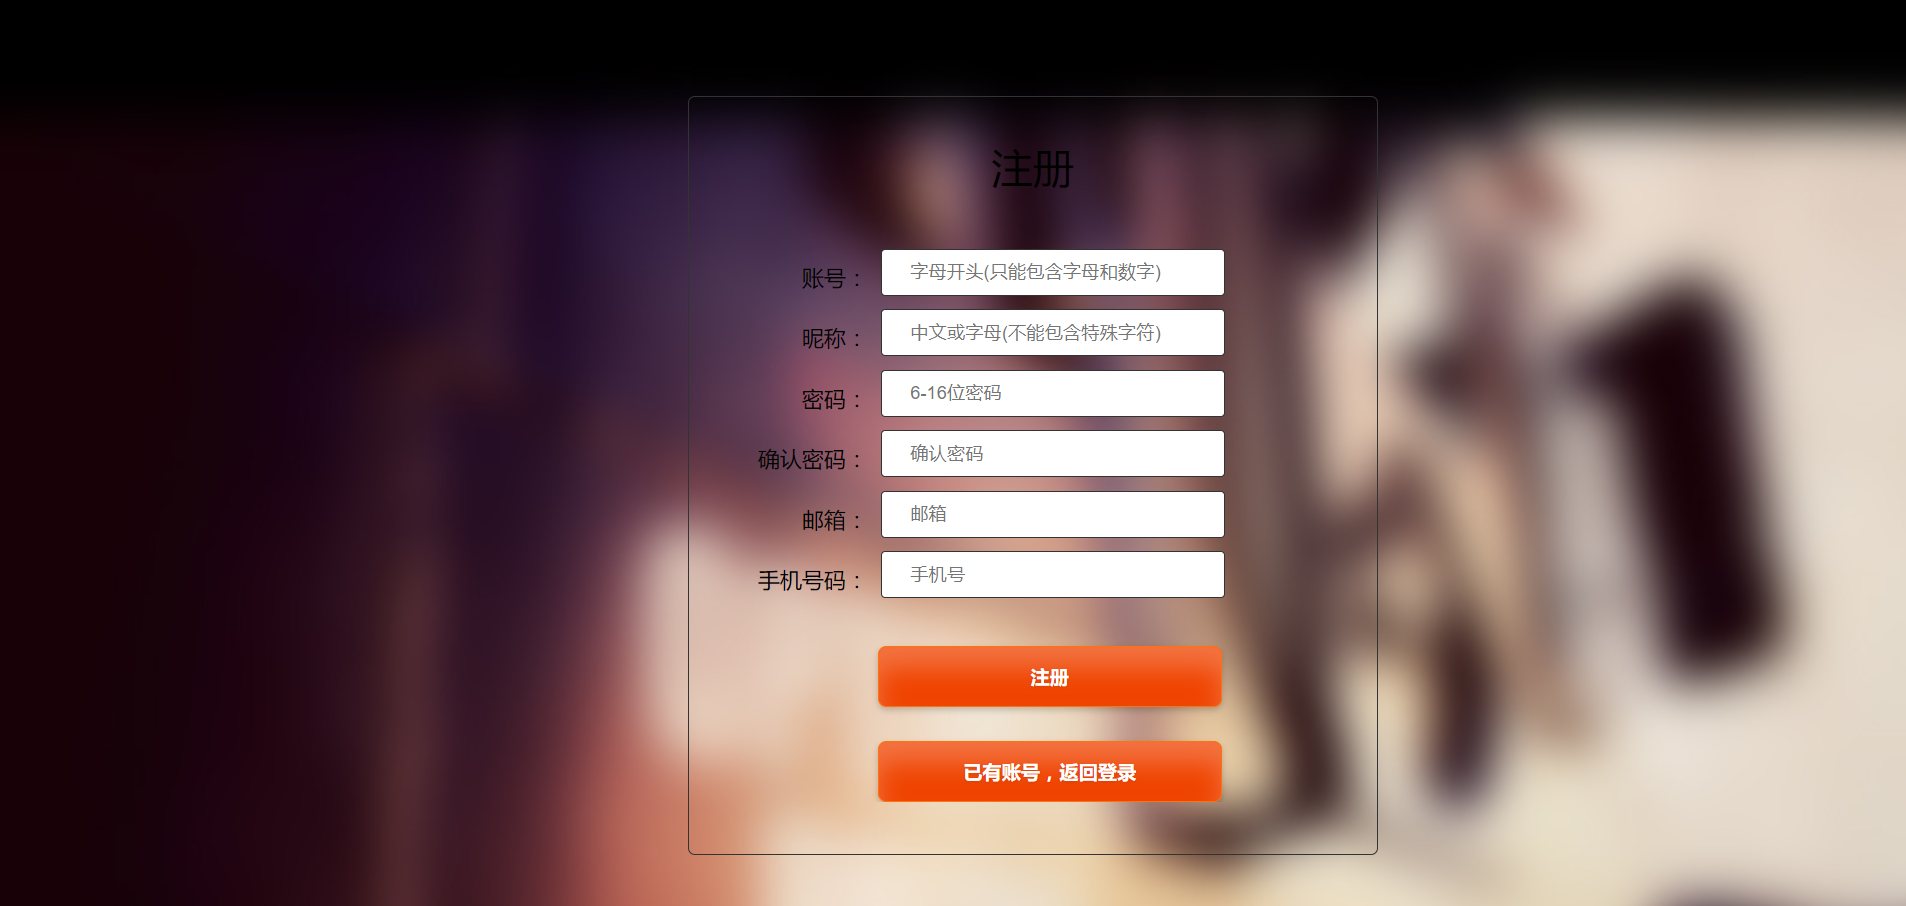 注册
账号：
字母开头(只能包含字母和数字)
昵称：
中文或字母(不能包含特殊字符)
密码：
6-16位密码
确认密码：
确认密码
邮箱：
邮箱
手机号码：
手机号
注册
已有账号，返回登录